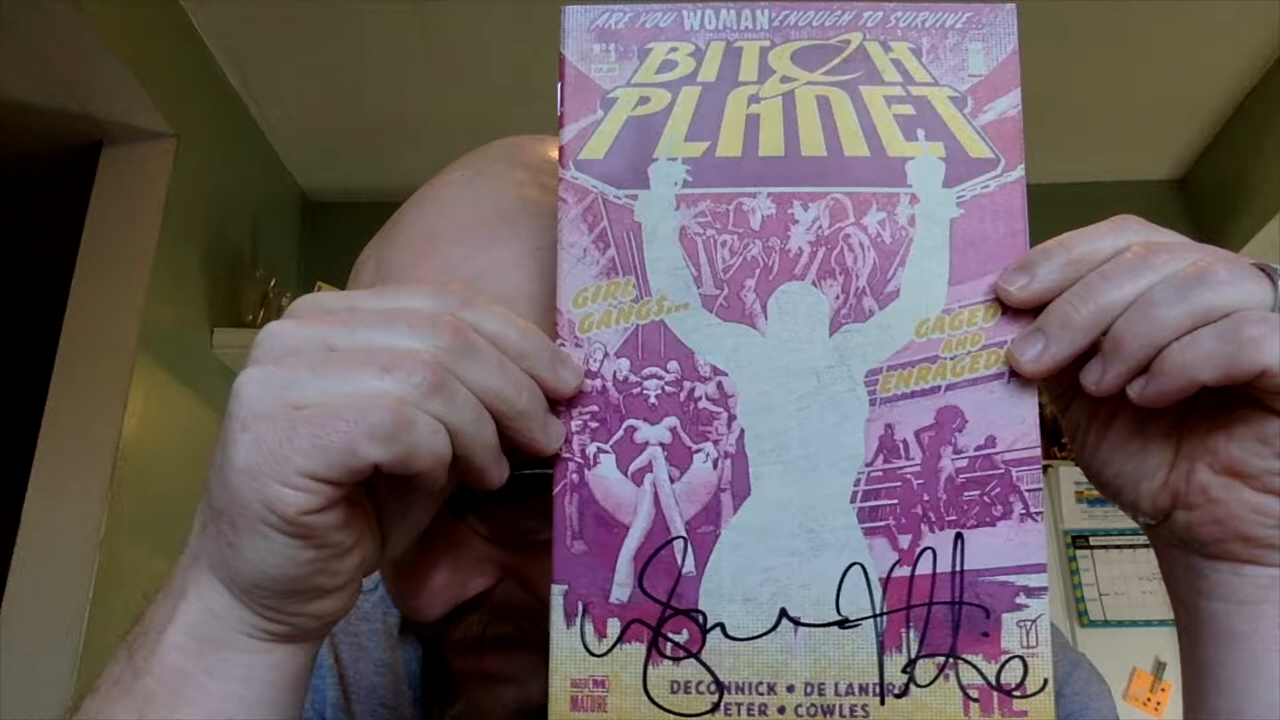 ARE YOU WOMAN ENOUGH TO SURVIVE..
BITCH
PLANET
GIRL
GANGS...
CAGED
AND
ENRAGED!
DECONNICK • DE LANDRO
PETER • COWLES
MATURE